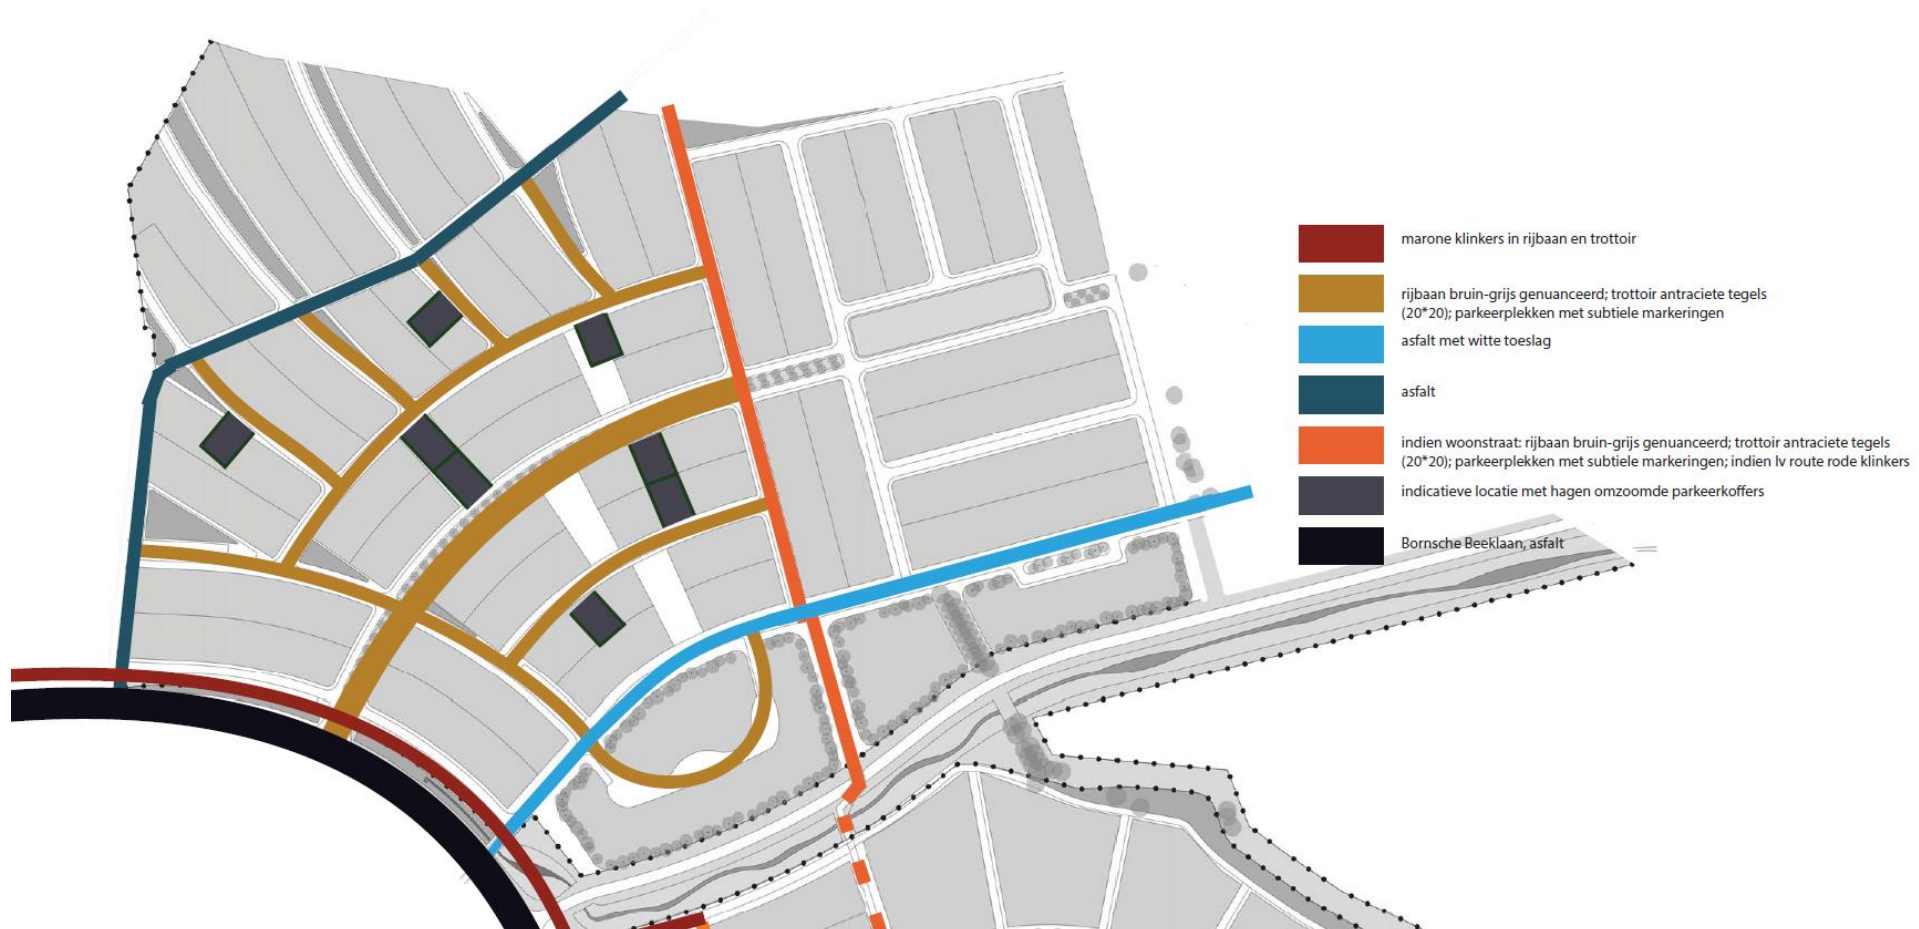 marone klinkers in rijbaan en trottoir
rijbaan bruin-grijs genuanceerd; trottoir antraciete tegels
(20*20); parkeerplekken met subtiele markeringen
asfalt met witte toeslag
asfalt
indien woonstraat: rijbaan bruin-grijs genuanceerd; trottoir antraciete tegels
(20*20); parkeerplekken met subtiele markeringen; indien lv route rode klinkers
indicatieve locatie met hagen omzoomde parkeerkoffers
Bornsche Beeklaan, asfalt